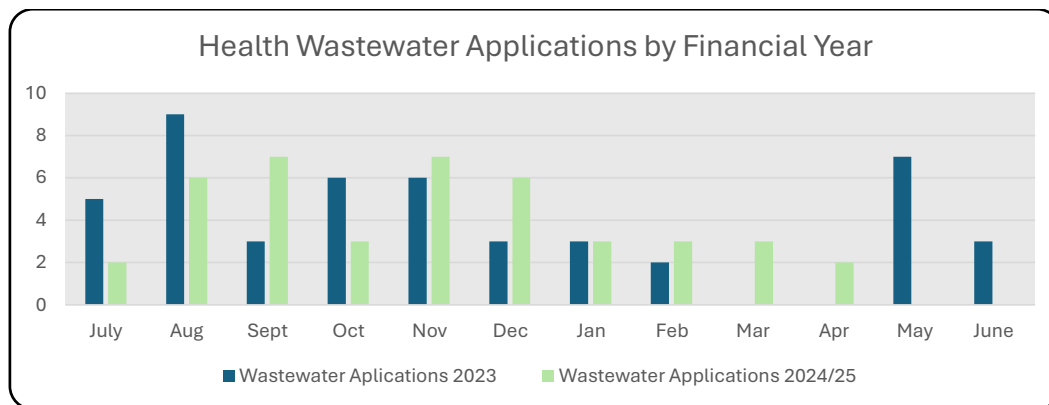 Health Wastewater Applications by Financial Year
10
8
6
4
2
0
July Aug Sept Oct Nov Dec Jan Feb Mar Apr May June
Wastewater Aplications 2023 Wastewater Applications 2024/25